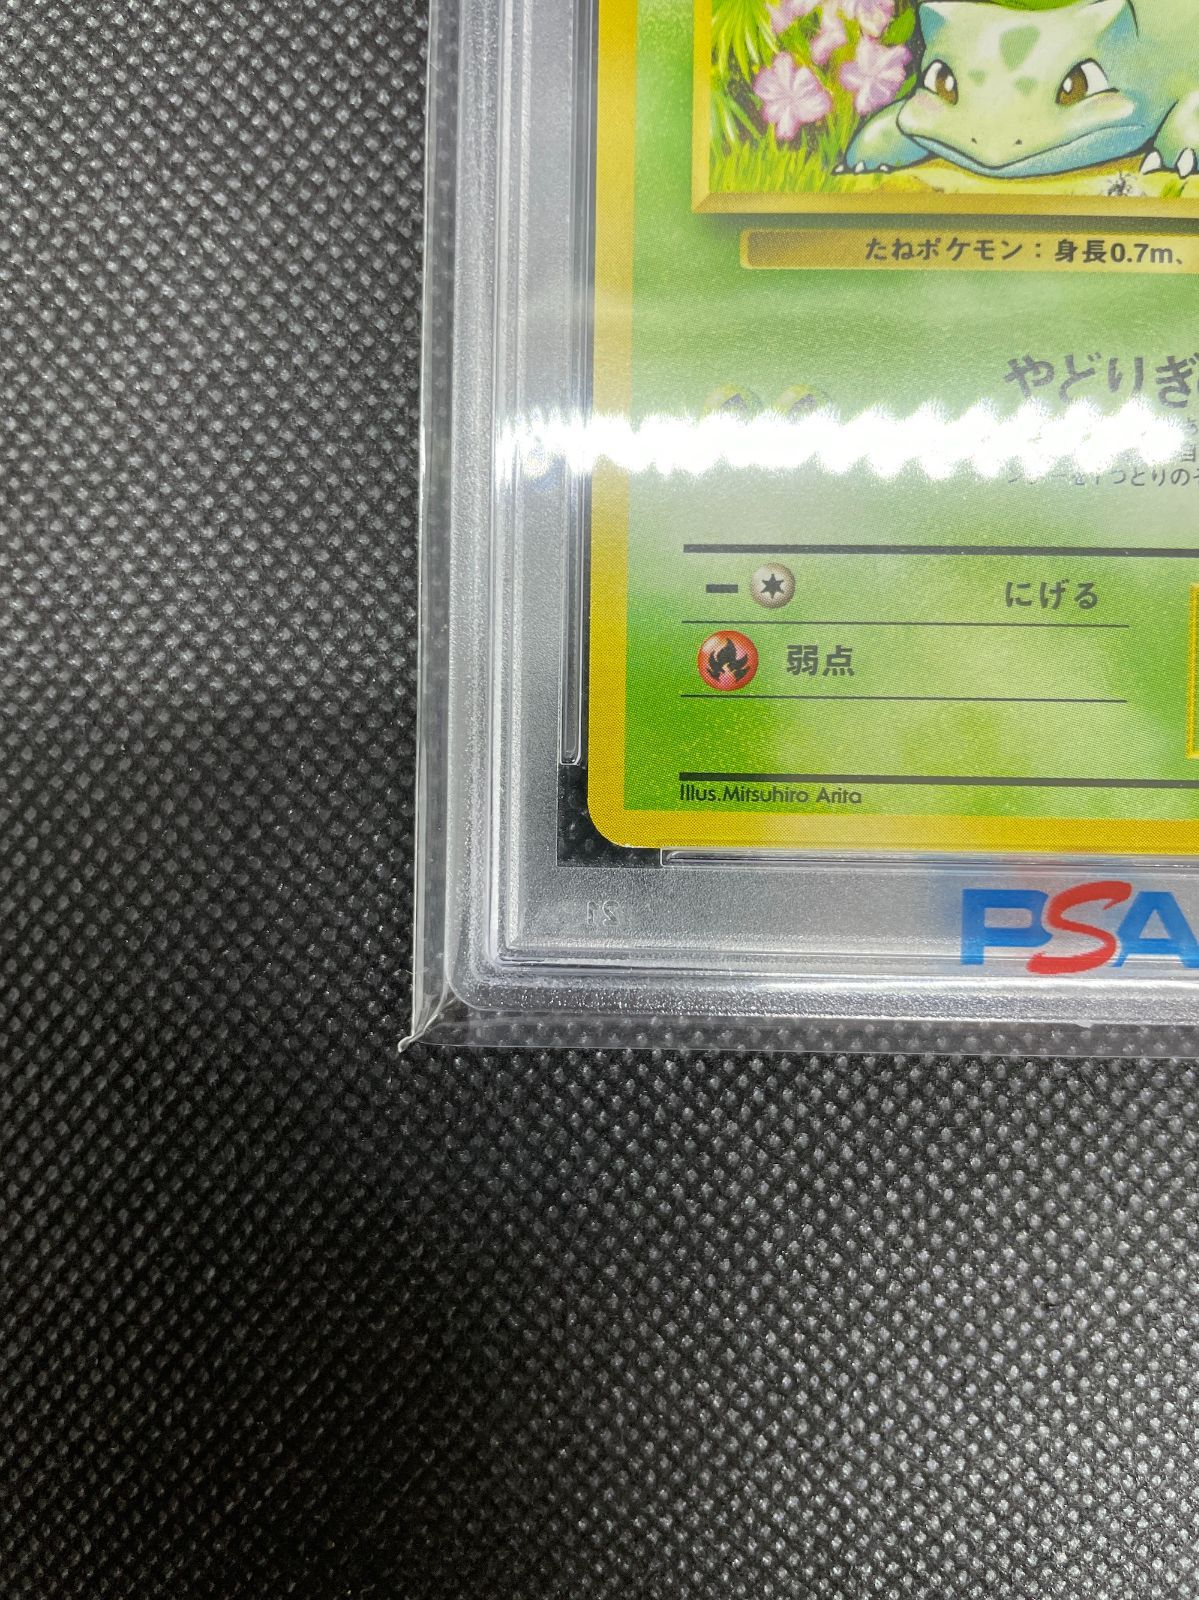 たねポケモン：身長0.7m、
やどりぎ
にげる
弱点
Illus.Mitsuhiro Arita
PSA
21